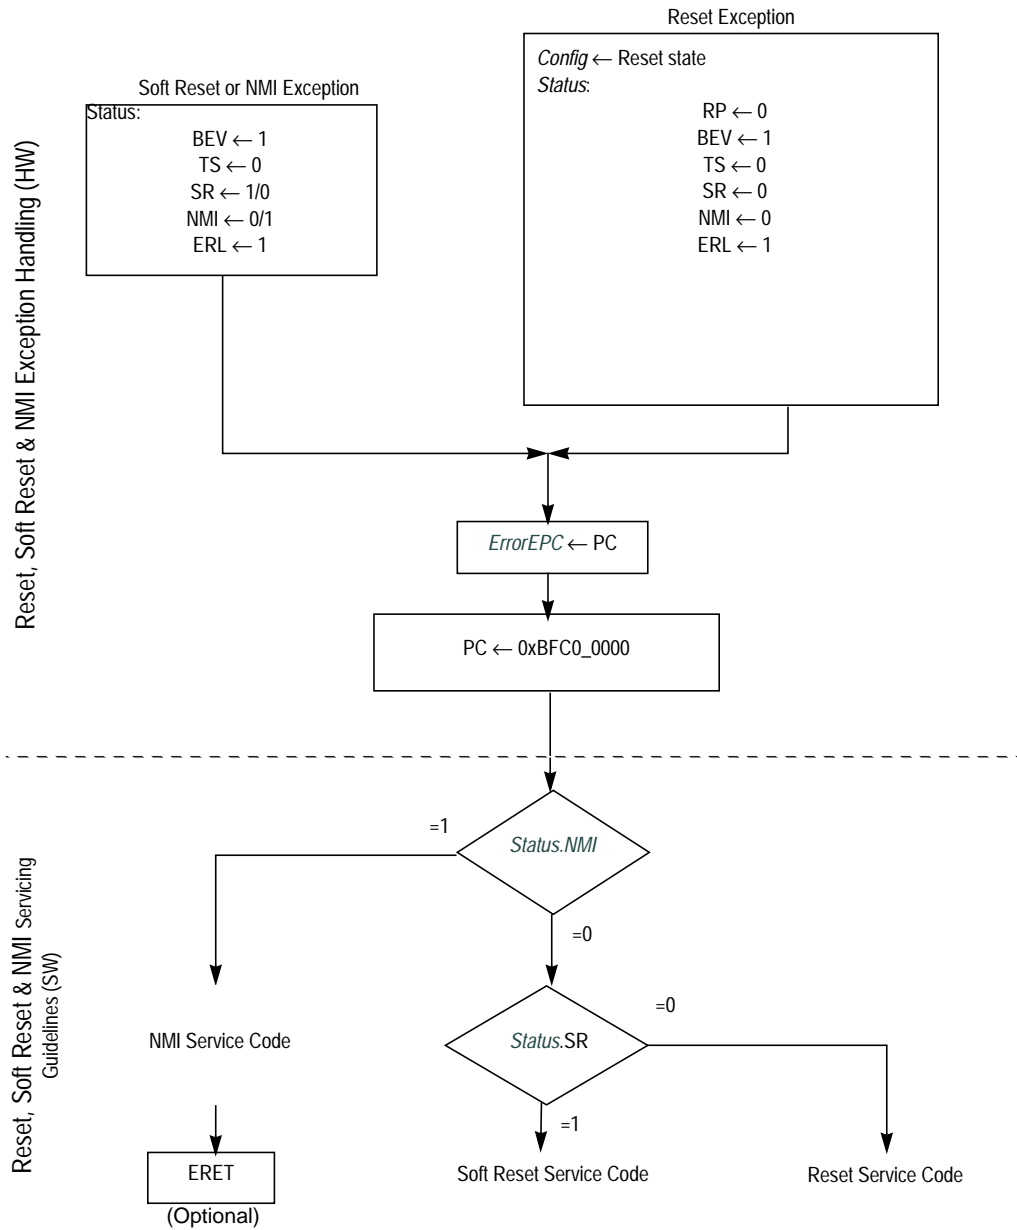 Reset Exception
Config ← Reset state
Status:
RP ← 0
BEV ← 1
TS ← 0
SR ← 0
NMI ← 0
ERL ← 1
Soft Reset or NMI Exception
Status:
BEV ← 1
TS ← 0
SR ← 1/0
NMI ← 0/1
ERL ← 1
Reset, Soft Reset & NMI Exception Handling (HW)
ErrorEPC ← PC
PC ← 0xBFC0_0000
Reset, Soft Reset & NMI Servicing
Guidelines (SW)
=1
Status.NMI
=0
NMI Service Code
Status.SR
=0
=1
ERET
(Optional)
Soft Reset Service Code
Reset Service Code